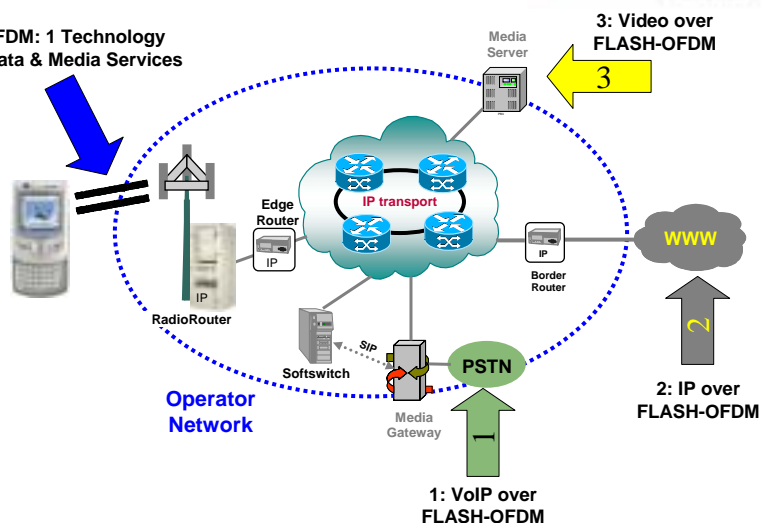 FDM: 1 Technology
ata & Media Services
3: Video over
FLASH-OFDM
3
Media
Server
IP transport
Edge
Router
IP
IP
RadioRouter
IP
Border
Router
WWW
2
2: IP over
FLASH-OFDM
Softswitch
SIP
Media
Gateway
PSTN
Operator
Network
1
1: VoIP over
FLASH-OFDM